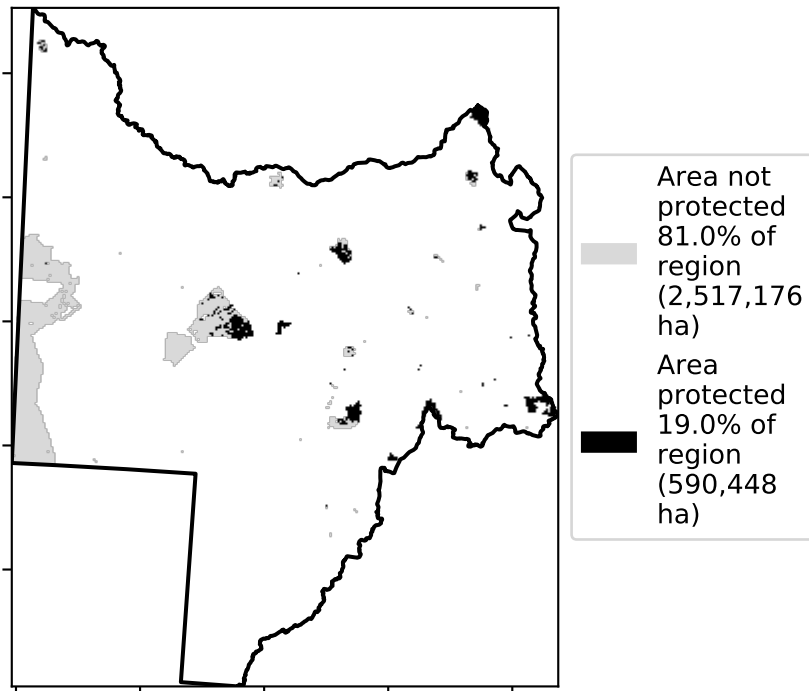 Area not
protected
81.0% of
region
(2,517,176
ha)
Area
protected
19.0% of
region
(590,448
ha)